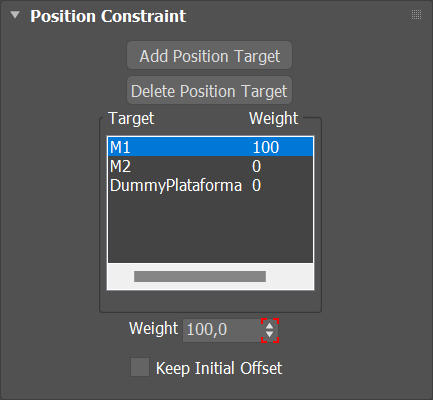 Position Constraint
Add Position Target
Delete Position Target
Target Weight
M1 100
M2 0
DummyPlataforma 0
Weight 100,0
Keep Initial Offset